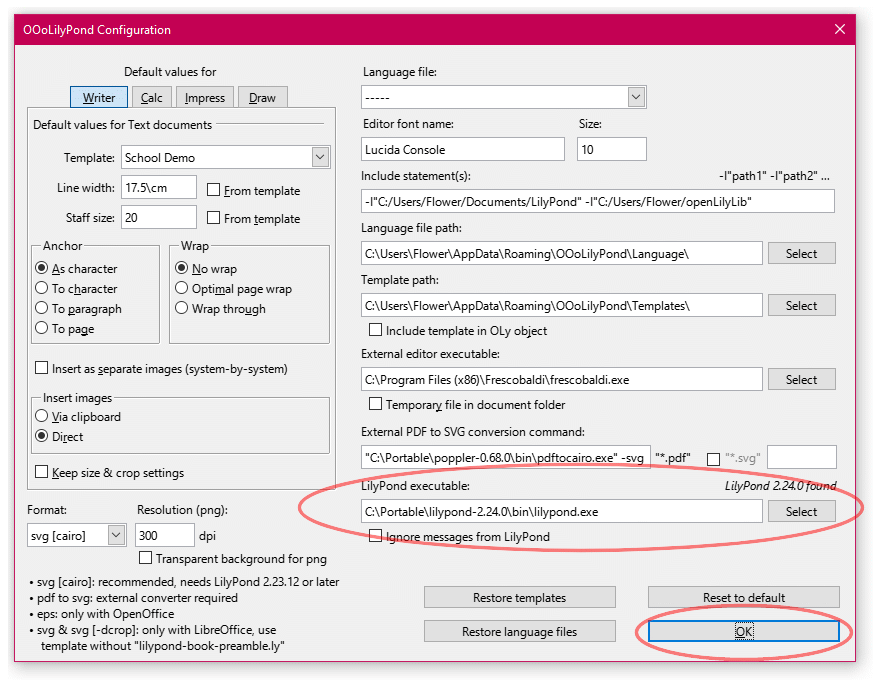 OOoLilyPond Configuration
Default values for
Writer
Calc
Impress
Draw
Default values for Text documents
Template:
School Demo
Line width:
17.5\cm
From template
Staff size:
20
From template
Anchor
As character
To character
To paragraph
To page
Wrap
No wrap
Optimal page wrap
Wrap through
Insert as separate images (system-by-system)
Insert images
Via clipboard
Direct
Keep size & crop settings
Format:
svg [cairo]
Resolution (png):
300
dpi
Transparent background for png
• svg [cairo]: recommended, needs LilyPond 2.23.12 or later
• pdf to svg: external converter required
• eps: only with OpenOffice
• svg & svg [-dcrop]: only with LibreOffice, use
template without "lilypond-book-preamble.ly"
Language file:
-----
Editor font name:
Lucida Console
Size:
10
Include statement(s):
-I"path1" -I"path2" ...
-I"C:/Users/Flower/Documents/LilyPond" -I"C:/Users/Flower/openLilyLib"
Language file path:
C:\Users\Flower\AppData\Roaming\OOoLilyPond\Language\
Select
Template path:
C:\Users\Flower\AppData\Roaming\OOoLilyPond\Templates\
Select
Include template in OLy object
External editor executable:
C:\Program Files (x86)\Frescobaldi\frescobaldi.exe
Select
Temporary file in document folder
External PDF to SVG conversion command:
"C:\Portable\poppler-0.68.0\bin\pdftocairo.exe" -svg
"*.pdf"
"*.svg"
LilyPond executable:
LilyPond 2.24.0 found
C:\Portable\lilypond-2.24.0\bin\lilypond.exe
Select
Ignore messages from LilyPond
Restore templates
Reset to default
Restore language files
OK